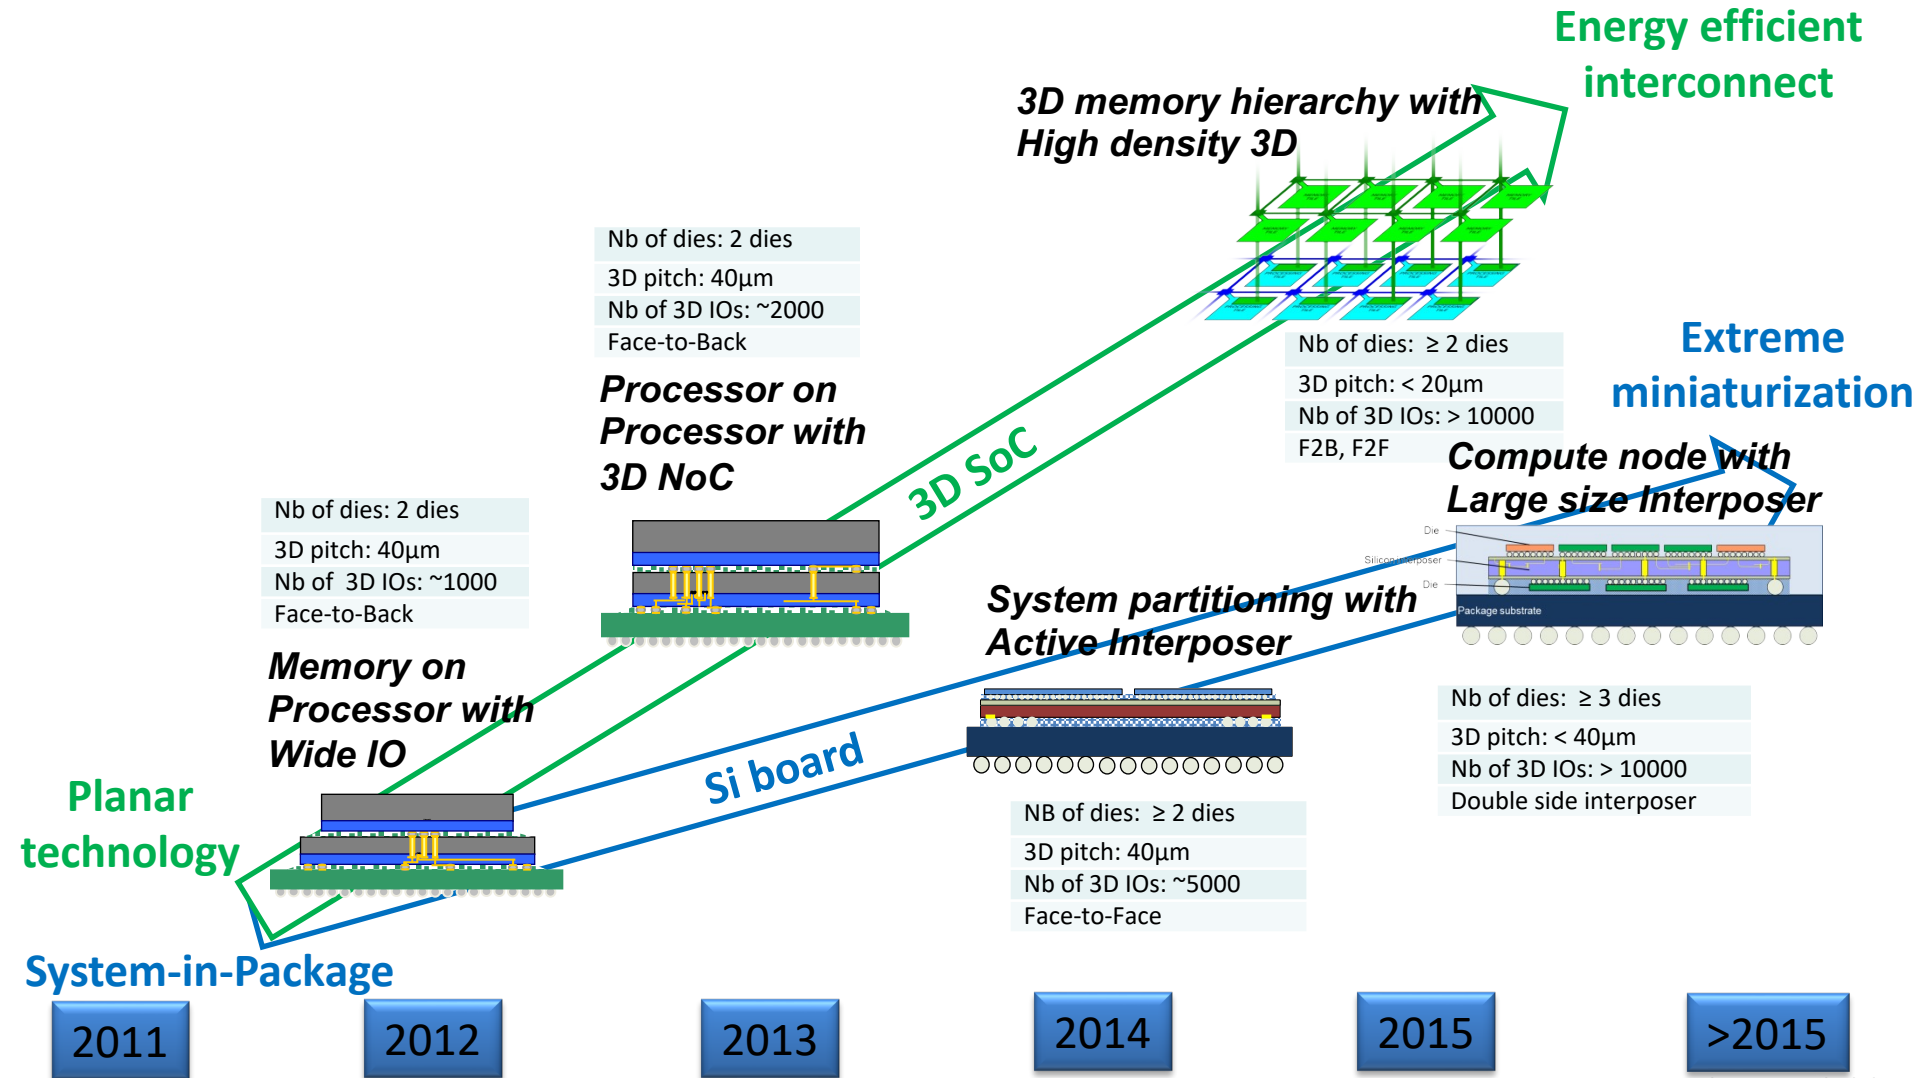 Energy efficient
interconnect
3D memory hierarchy with
High density 3D
Nb of dies: 2 dies
3D pitch: 40µm
Nb of 3D IOs: ~2000
Face-to-Back
Processor on
Processor with
3D NoC
3D SoC
Nb of dies: ≥ 2 dies
3D pitch: < 20µm
Nb of 3D IOs: > 10000
F2B, F2F
Extreme
miniaturization
Compute node with
Large size Interposer
Die
Silicon interposer
Die
Package substrate
Nb of dies: 2 dies
3D pitch: 40µm
Nb of 3D IOs: ~1000
Face-to-Back
Memory on
Processor with
Wide IO
System partitioning with
Active Interposer
Si board
Nb of dies: ≥ 3 dies
3D pitch: < 40µm
Nb of 3D IOs: > 10000
Double side interposer
NB of dies: ≥ 2 dies
3D pitch: 40µm
Nb of 3D IOs: ~5000
Face-to-Face
Planar
technology
System-in-Package
2011
2012
2013
2014
2015
>2015